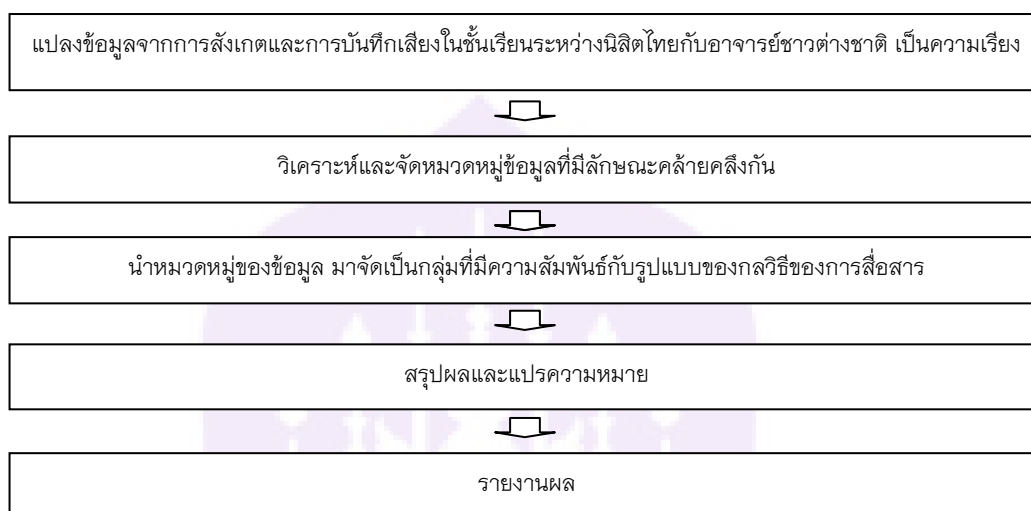 แปลงข้อมูลจากการสังเกตและการบันทึกเสียงในชั้นเรียนระหว่างนิสิตไทยกับอาจารย์ชาวต่างชาติ เป็นความเรียง
วิเคราะห์และจัดหมวดหมู่ข้อมูลที่มีลักษณะคล้ายคลึงกัน
นำหมวดหมู่ของข้อมูล มาจัดเป็นกลุ่มที่มีความสัมพันธ์กับรูปแบบของกลวิธีของการสื่อสาร
สรุปผลและแปรความหมาย
รายงานผล